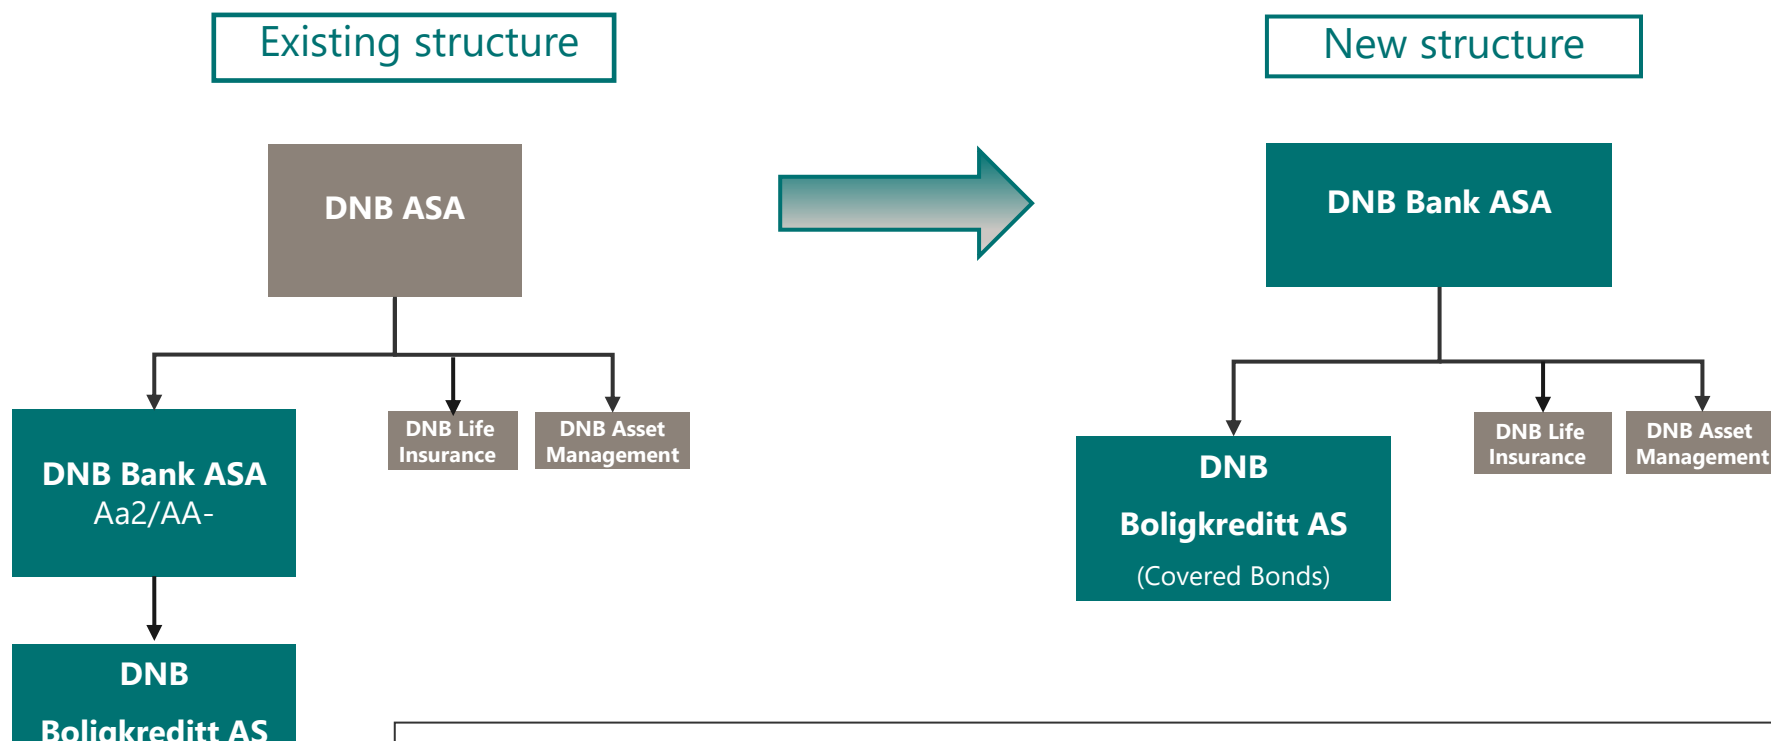 Existing structure
New structure
DNB ASA
DNB Bank ASA
DNB Bank ASA
Aa2/AA-
DNB Life
Insurance
DNB Asset
Management
DNB
Boligkreditt AS
(Covered Bonds)
DNB Life
Insurance
DNB Asset
Management
DNB
Boligkreditt AS